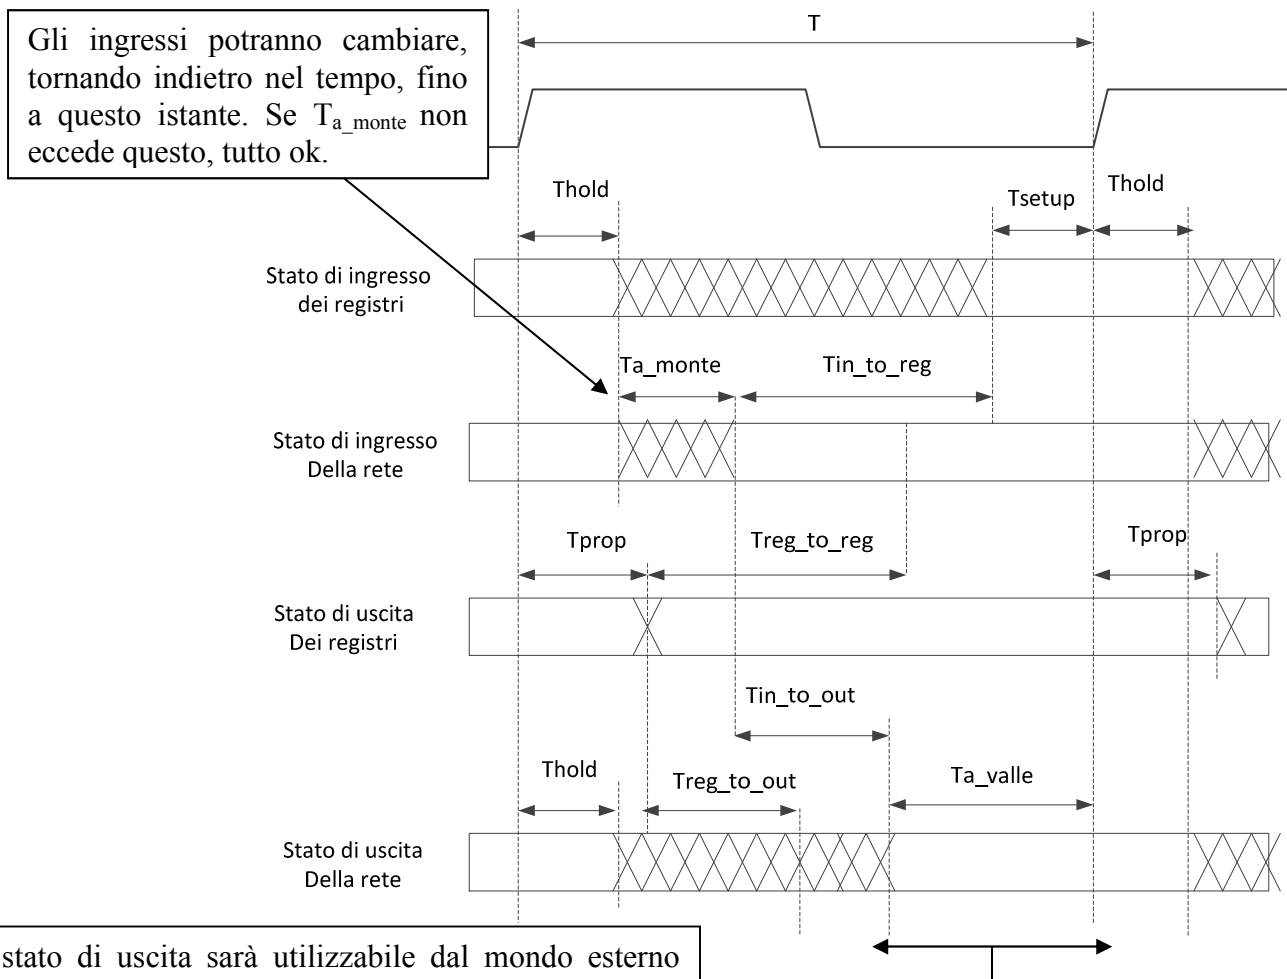 T
Gli ingressi potranno cambiare,
tornando indietro nel tempo, fino
a questo istante. Se Ta_monte non
eccede questo, tutto ok.
Thold
Tsetup
Thold
Stato di ingresso
dei registri
Ta_monte
Tin_to_reg
Stato di ingresso
Della rete
Tprop
Treg_to_reg
Tprop
Stato di uscita
Dei registri
Tin_to_out
Thold
Treg_to_out
Ta_valle
Stato di uscita
Della rete
stato di uscita sarà utilizzabile dal mondo esterno